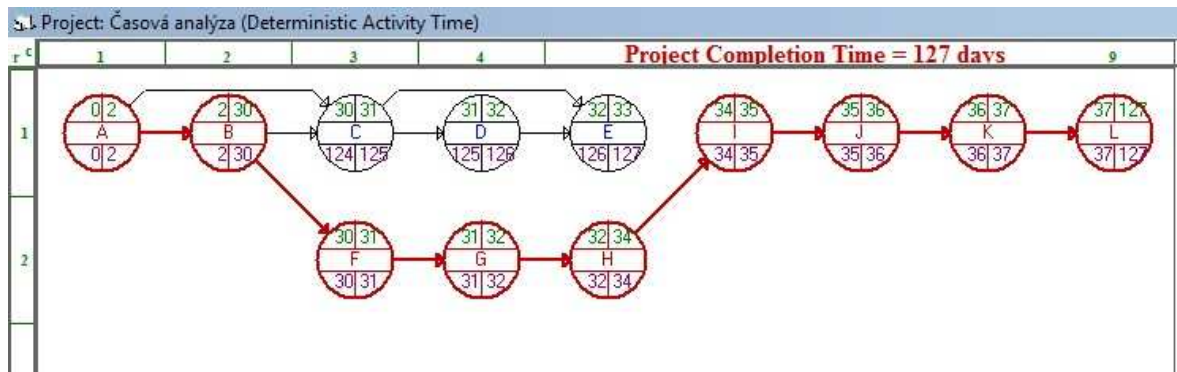 Project: Časová analýza (Deterministic Activity Time)
r c 1 2 3 4 Project Completion Time = 127 days 9
1
0 2 2 30 30 31 31 32 32 33 34 35 35 36 36 37 37 127
A B C D E I J K L
0 2 2 30 124 125 125 126 126 127 34 35 35 36 36 37 37 127
2
30 31 31 32 32 34
F G H
30 31 31 32 32 34